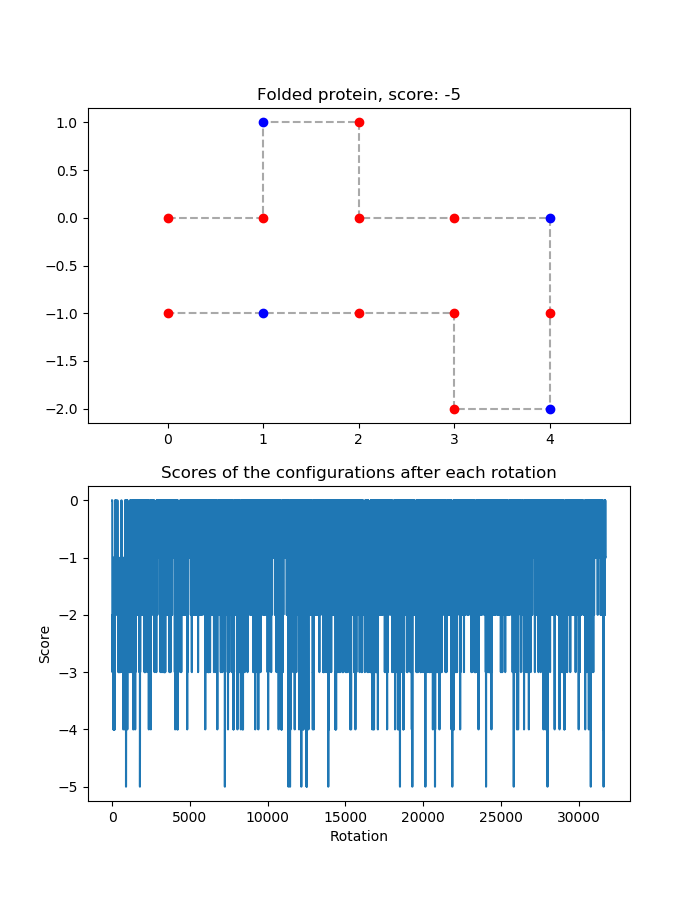 Folded protein, score: -5
1.0
0.5
0.0
−0.5
−1.0
−1.5
−2.0
0 1 2 3 4
Scores of the configurations after each rotation
0
−1
−2
−3
−4
−5
Score
0 5000 10000 15000 20000 25000 30000
Rotation